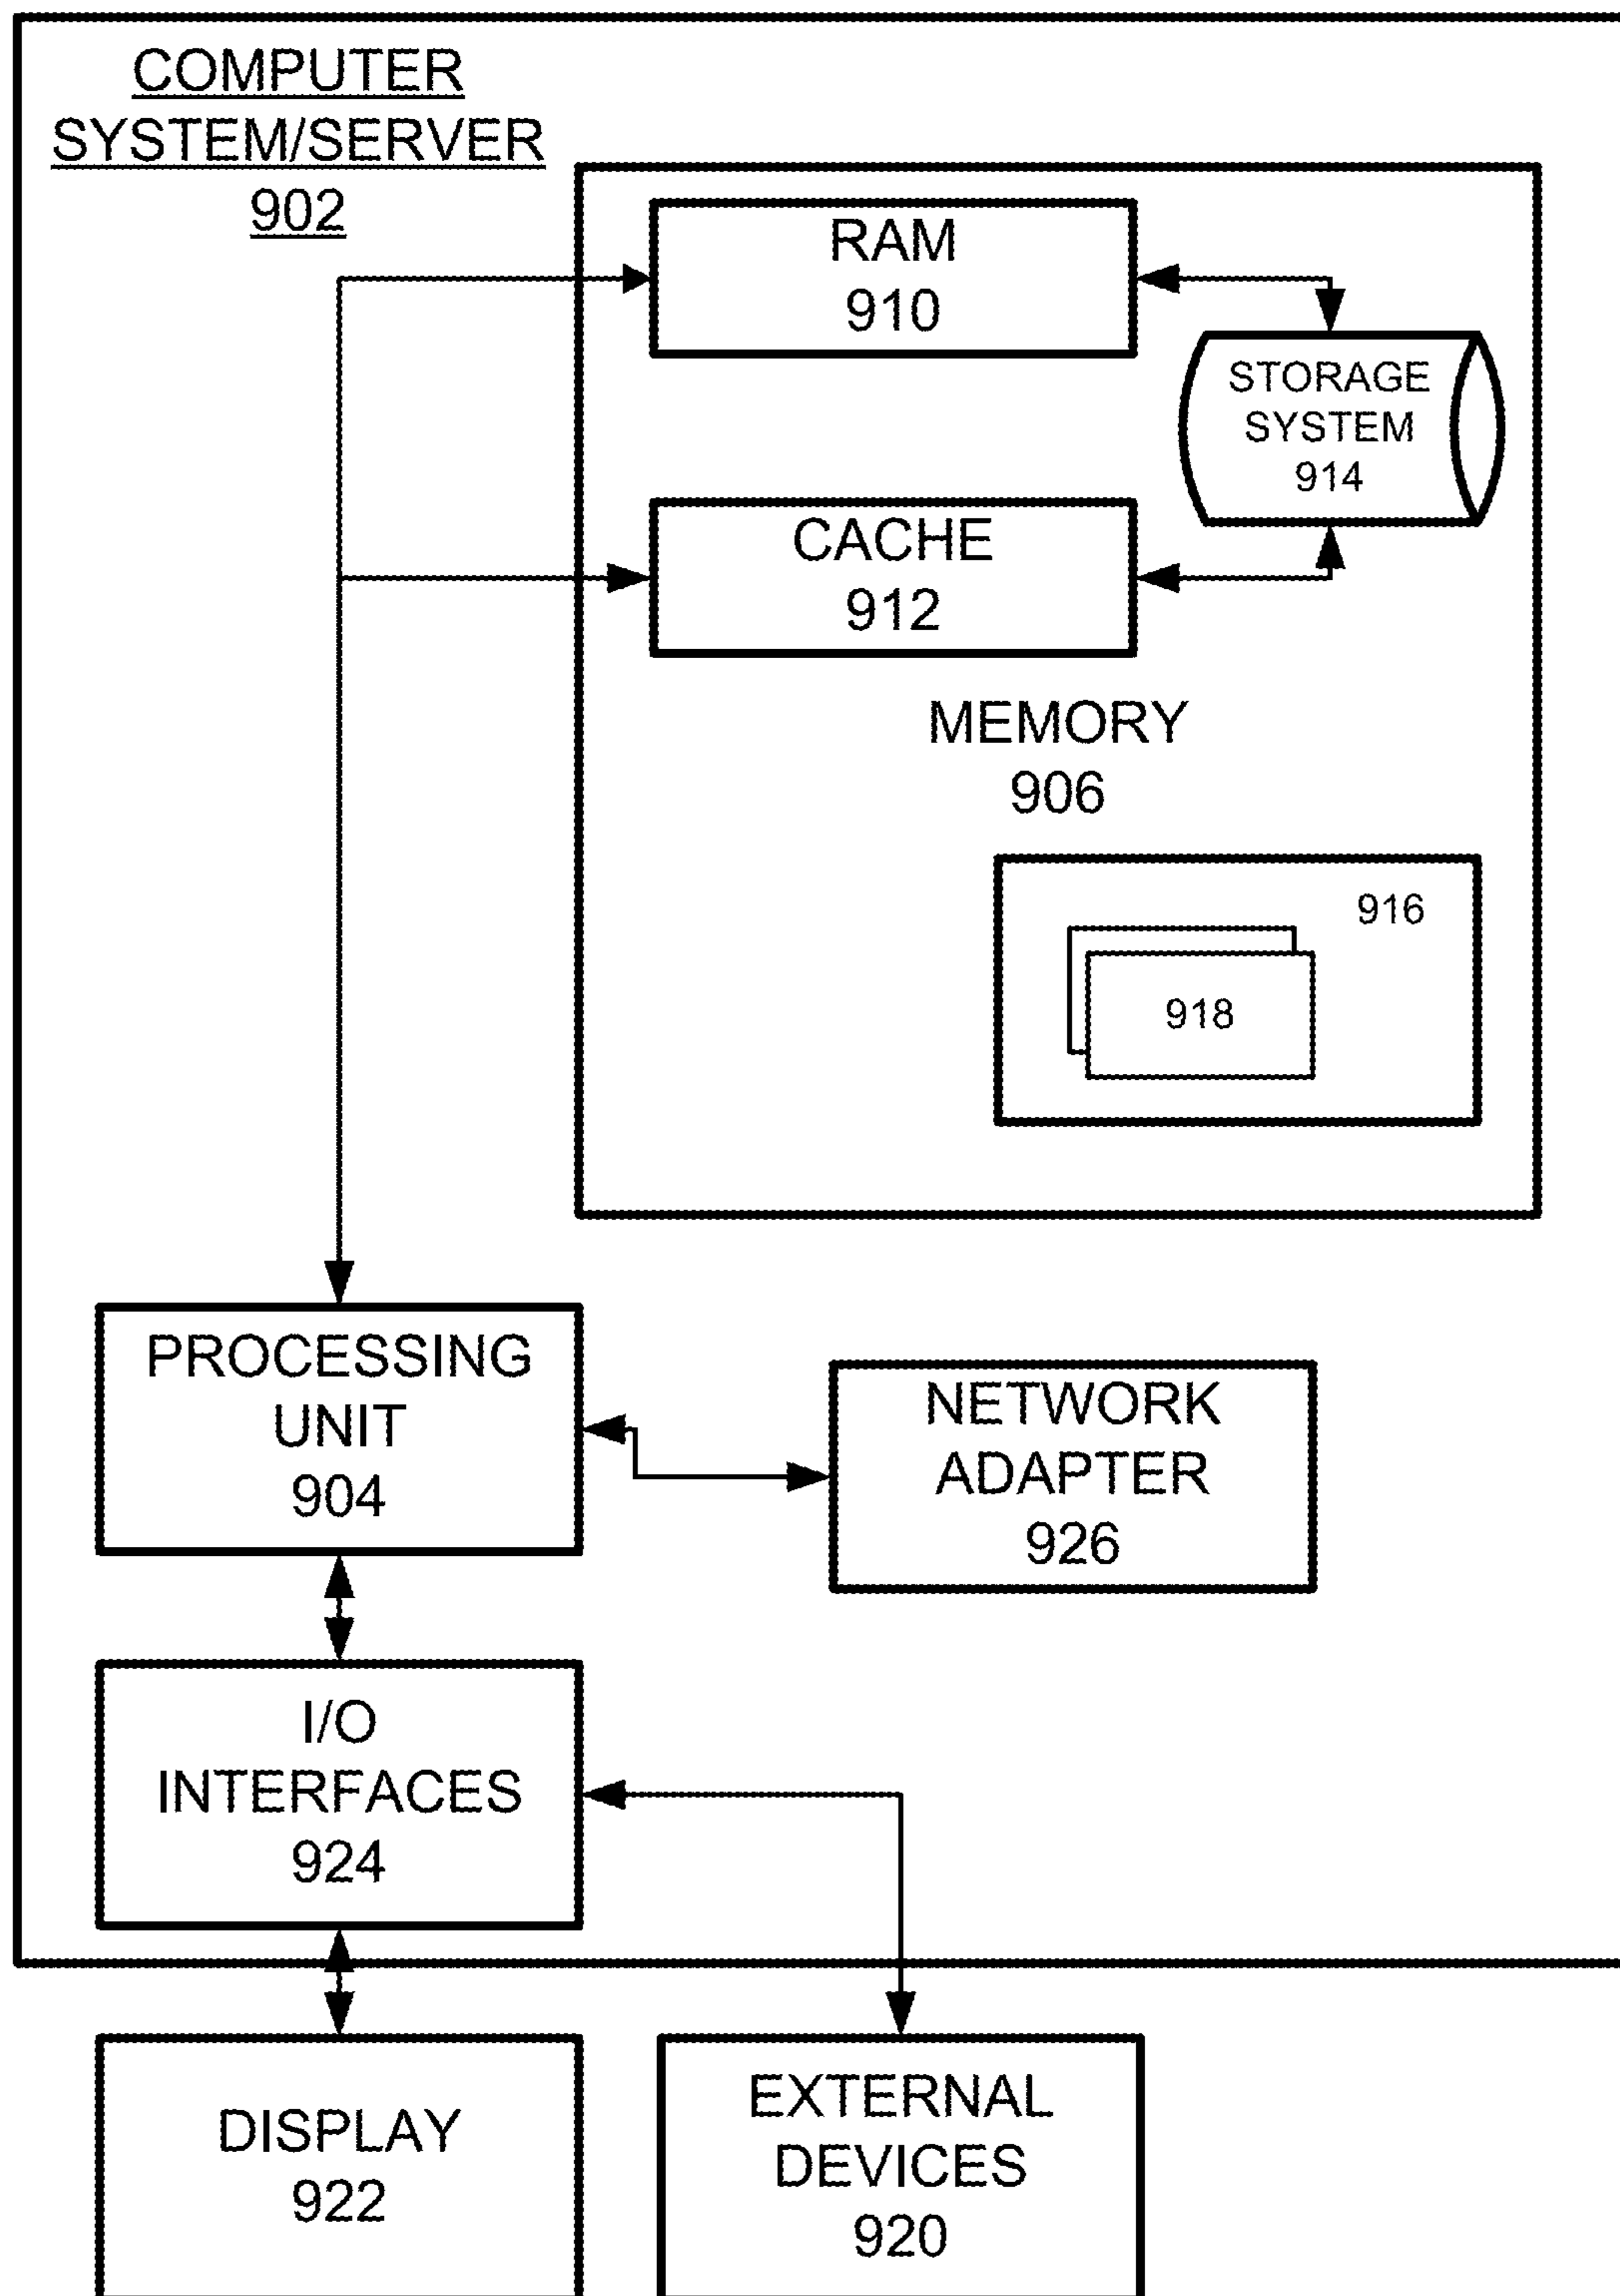 COMPUTER
SYSTEM/SERVER
902
RAM
910
STORAGE
SYSTEM
914
CACHE
912
MEMORY
906
916
918
PROCESSING
UNIT
904
NETWORK
ADAPTER
926
I/O
INTERFACES
924
DISPLAY
922
EXTERNAL
DEVICES
920